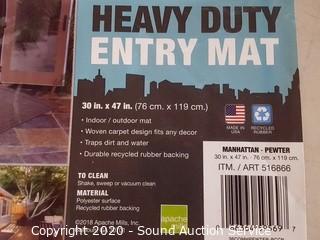 HEAVY DUTY
ENTRY MAT
30 in. x 47 in. (76 cm. x 119 cm.)
• Indoor / outdoor mat
• Woven carpet design fits any decor
• Traps dirt and water
• Durable recycled rubber backing
MADE IN
U.S.A
RECYCLED
RUBBER
MANHATTAN - PEWTER
30 in. x 47 in. · 76 cm. x 119 cm.
ITM. / ART 516866
TO CLEAN
Shake, sweep or vacuum clean
MATERIAL
Polyester surface
Recycled rubber backing
©2018 Apache Mills, Inc.
apache
7
Copyright 2020 - Sound Auction Service